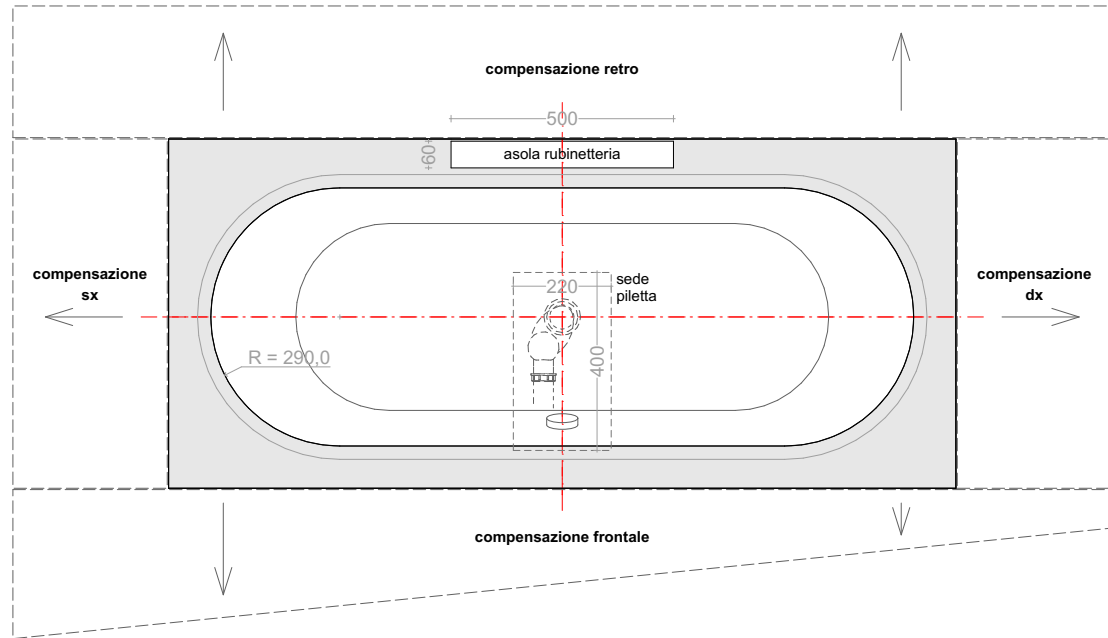 compensazione retro
500
60
asola rubinetteria
compensazione
sx
sede
piletta
220
compensazione
dx
R = 290,0
400
compensazione frontale